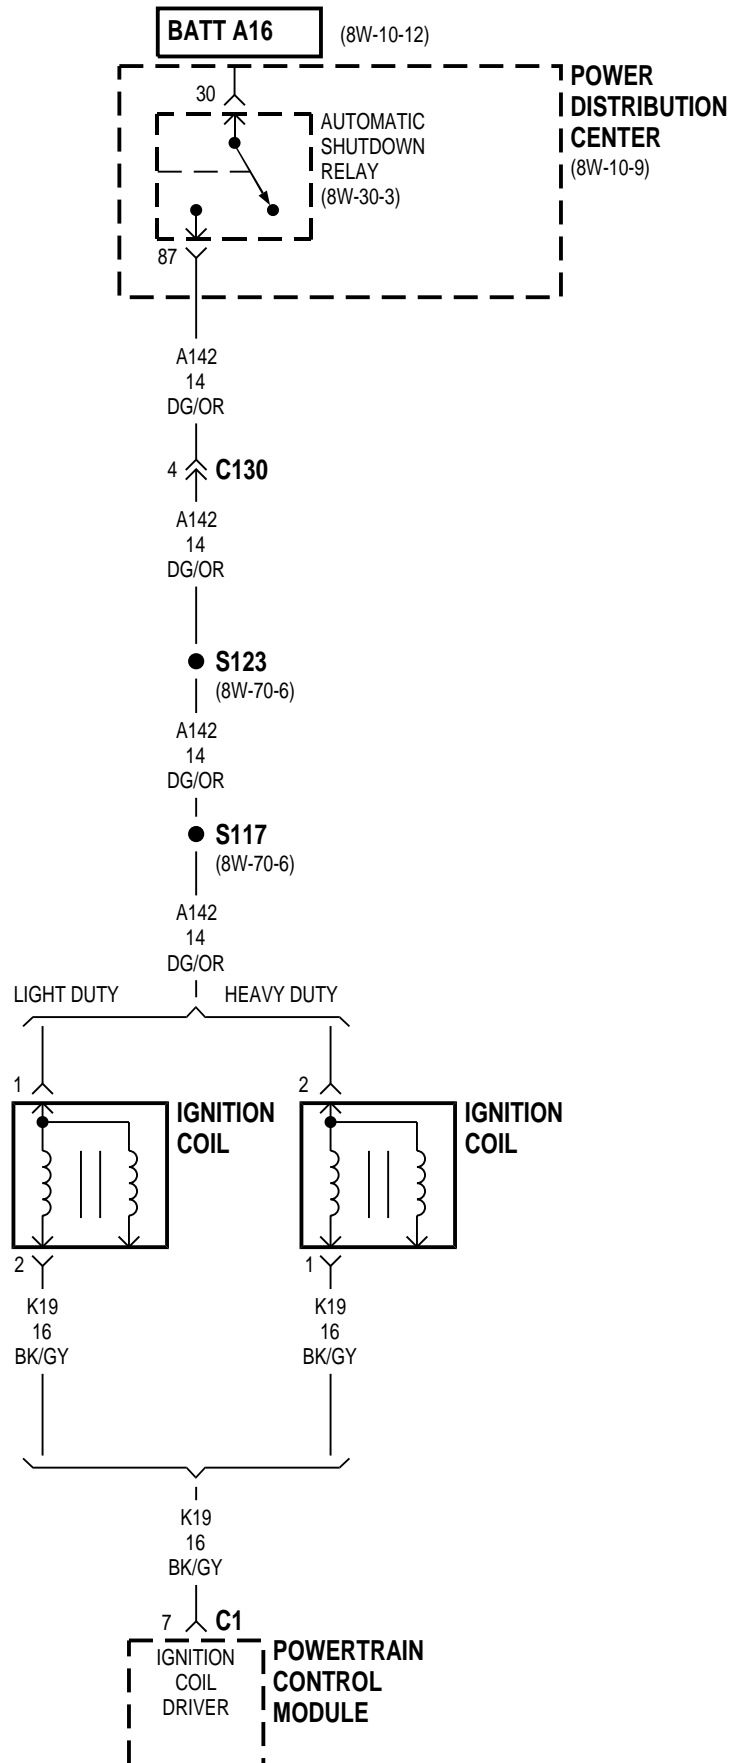 BATT A16
(8W-10-12)
30
AUTOMATIC
SHUTDOWN
RELAY
(8W-30-3)
POWER
DISTRIBUTION
CENTER
(8W-10-9)
87
A142
14
DG/OR
4
C130
A142
14
DG/OR
S123
(8W-70-6)
A142
14
DG/OR
S117
(8W-70-6)
A142
14
DG/OR
LIGHT DUTY
HEAVY DUTY
1
IGNITION
COIL
2
IGNITION
COIL
2
K19
16
BK/GY
1
K19
16
BK/GY
K19
16
BK/GY
7
C1
IGNITION
COIL
DRIVER
POWERTRAIN
CONTROL
MODULE